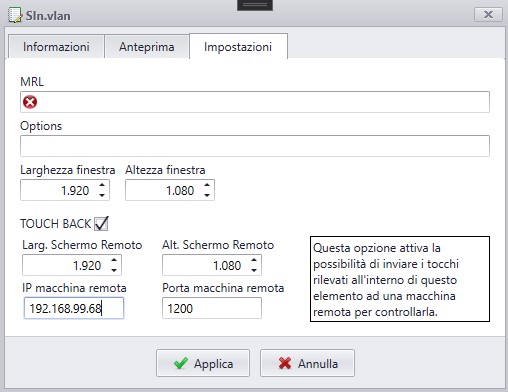 Sln.vlan
Informazioni Anteprima Impostazioni
MRL
Options
Larghezza finestra Altezza finestra
1.920 1.080
TOUCH BACK
Larg. Schermo Remoto Alt. Schermo Remoto
1.920 1.080
IP macchina remota Porta macchina remota
192.168.99.68 1200
Questa opzione attiva la
possibilità di inviare i tocchi
rilevati all'interno di questo
elemento ad una macchina
remota per controllarla.
Applica Annulla